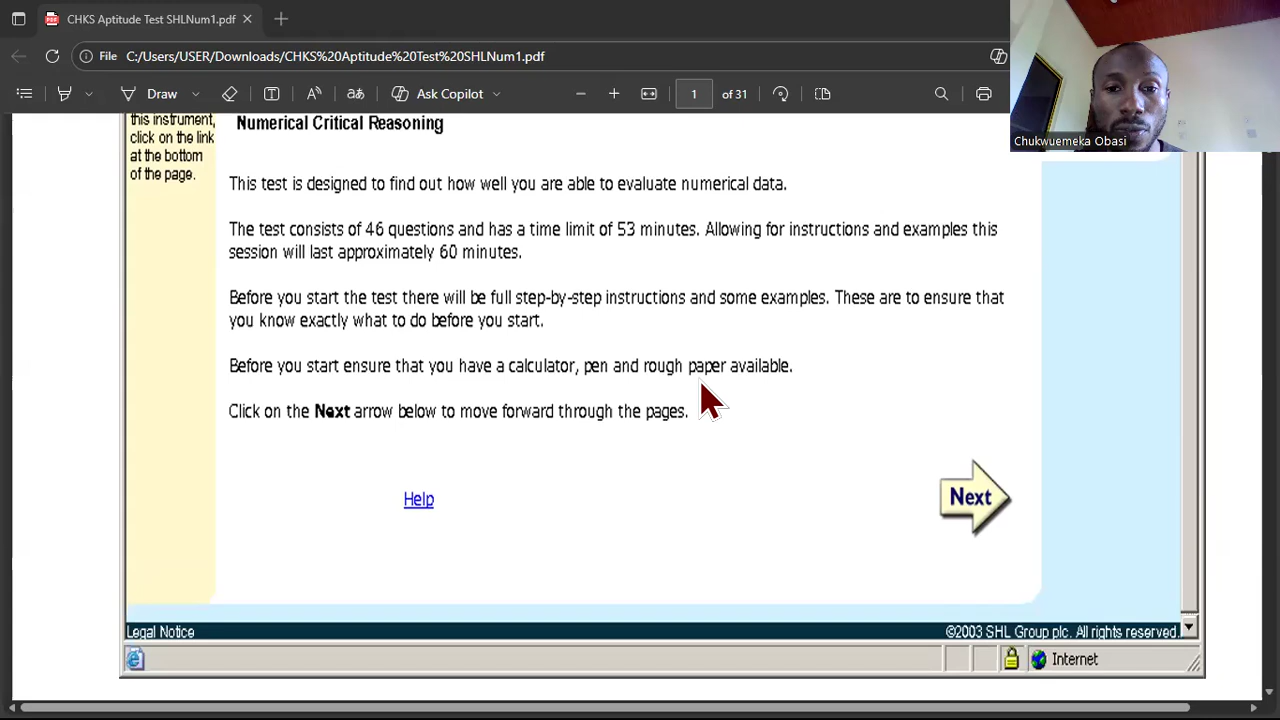 CHKS Aptitude Test SHLNum1.pdf
File C:/Users/USER/Downloads/CHKS%20Aptitude%20Test%20SHLNum1.pdf
Draw
aあ
Ask Copilot
1 of 31
Chukwuemeka Obasi
this instrument,
click on the link
at the bottom
of the page.
Numerical Critical Reasoning
This test is designed to find out how well you are able to evaluate numerical data.
The test consists of 46 questions and has a time limit of 53 minutes. Allowing for instructions and examples this
session will last approximately 60 minutes.
Before you start the test there will be full step-by-step instructions and some examples. These are to ensure that
you know exactly what to do before you start.
Before you start ensure that you have a calculator, pen and rough paper available.
Click on the Next arrow below to move forward through the pages.
Help
Next
Legal Notice
©2003 SHL Group plc. All rights reserved.
Internet